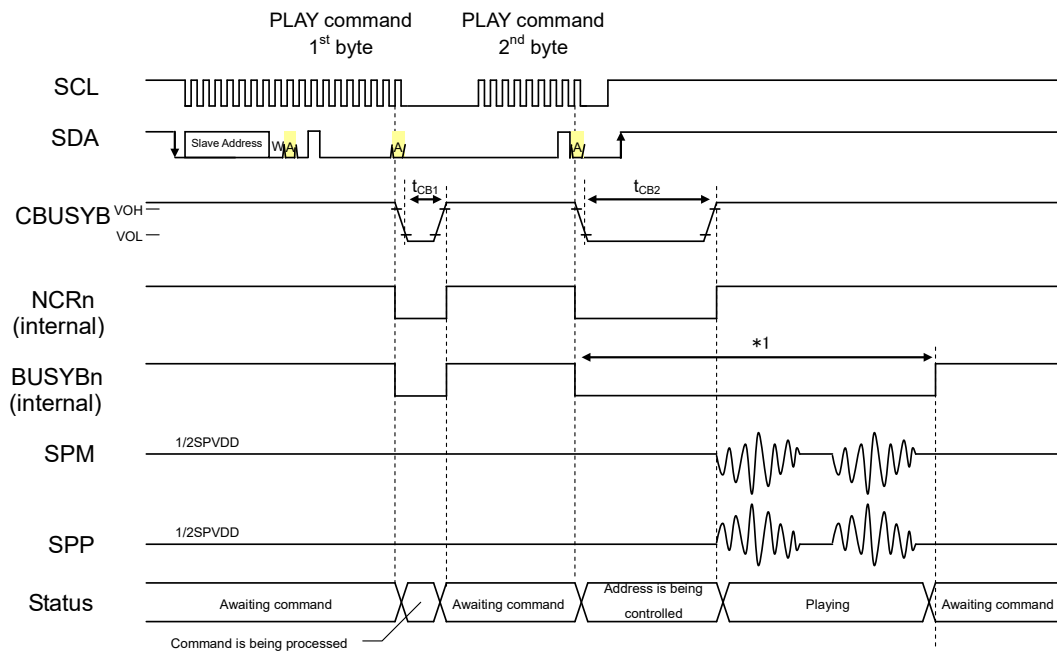 PLAY command
1st byte
PLAY command
2nd byte
SCL
SDA
Slave Address
W
A
A
A
tCB1
tCB2
CBUSYB
VOH
VOL
NCRn
(internal)
*1
BUSYBn
(internal)
1/2SPVDD
SPM
1/2SPVDD
SPP
Status
Awaiting command
Awaiting command
Address is being
controlled
Playing
Awaiting command
Command is being processed